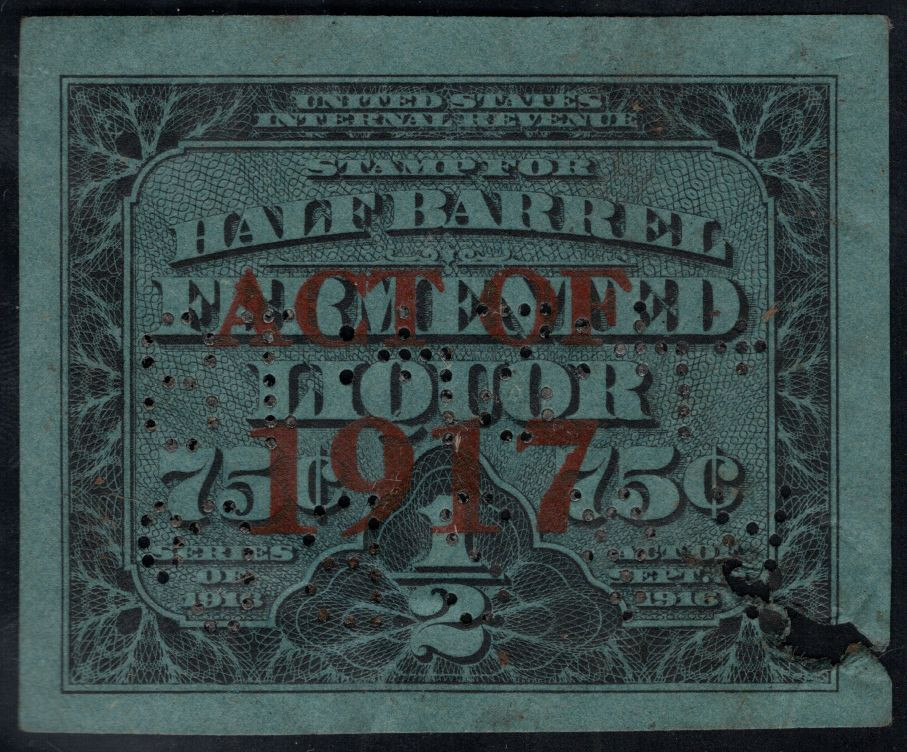 UNITED STATES
INTERNAL REVENUE
STAMP FOR
HALF BARREL
FERMENTED
LIQUOR
ACT OF
1917
75¢ 75¢
SERIES
OF
1916
ACT OF
SEPT.
1916
1
2